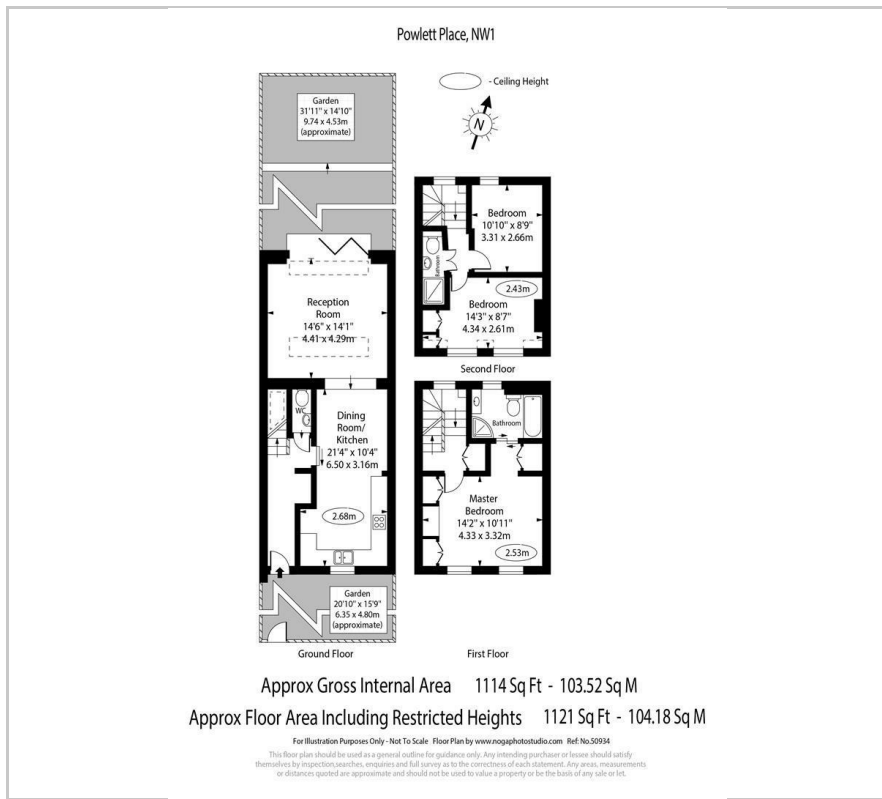 Powlett Place, NW1
- Ceiling Height
N
Garden
31'11" x 14'10"
9.74 x 4.53m
(approximate)
Reception
Room
14'6" x 14'1"
4.41 x 4.29m
WC
Dining
Room/
Kitchen
21'4" x 10'4"
6.50 x 3.16m
2.68m
Garden
20'10" x 15'9"
6.35 x 4.80m
(approximate)
Ground Floor
Bedroom
10'10" x 8'9"
3.31 x 2.66m
Bathroom
2.43m
Bedroom
14'3" x 8'7"
4.34 x 2.61m
Second Floor
Bathroom
Master
Bedroom
14'2" x 10'11"
4.33 x 3.32m
2.53m
First Floor
Approx Gross Internal Area 1114 Sq Ft - 103.52 Sq M
Approx Floor Area Including Restricted Heights 1121 Sq Ft - 104.18 Sq M
For Illustration Purposes Only - Not To Scale Floor Plan by www.nogaphotostudio.com Ref: No.50934
This floor plan should be used as a general outline for guidance only. Any intending purchaser or lessee should satisfy
themselves by inspection,searches, enquiries and full survey as to the correctness of each statement. Any areas, measurements
or distances quoted are approximate and should not be used to value a property or be the basis of any sale or let.